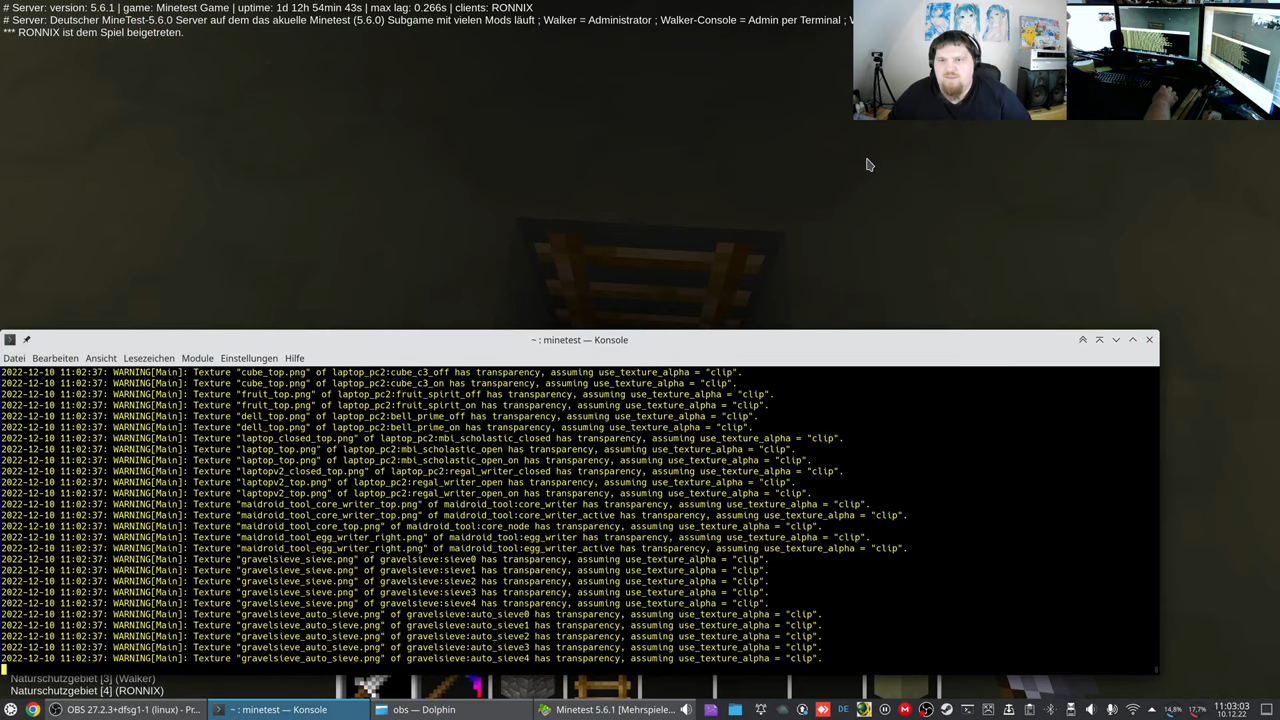 # Server: version: 5.6.1 | game: Minetest Game | uptime: 1d 12h 54min 43s | max lag: 0.266s | clients: RONNIX
# Server: Deutscher MineTest-5.6.0 Server auf dem das akuelle Minetest (5.6.0) Subgame mit vielen Mods läuft ; Walker = Administrator ; Walker-Console = Admin per Terminal ;
*** RONNIX ist dem Spiel beigetreten.
~ : minetest — Konsole
Datei Bearbeiten Ansicht Lesezeichen Module Einstellungen Hilfe
2022-12-10 11:02:37: WARNING[Main]: Texture "cube_top.png" of laptop_pc2:cube_c3_off has transparency, assuming use_texture_alpha = "clip".
2022-12-10 11:02:37: WARNING[Main]: Texture "cube_top.png" of laptop_pc2:cube_c3_on has transparency, assuming use_texture_alpha = "clip".
2022-12-10 11:02:37: WARNING[Main]: Texture "fruit_top.png" of laptop_pc2:fruit_spirit_off has transparency, assuming use_texture_alpha = "clip".
2022-12-10 11:02:37: WARNING[Main]: Texture "fruit_top.png" of laptop_pc2:fruit_spirit_on has transparency, assuming use_texture_alpha = "clip".
2022-12-10 11:02:37: WARNING[Main]: Texture "dell_top.png" of laptop_pc2:bell_prime_off has transparency, assuming use_texture_alpha = "clip".
2022-12-10 11:02:37: WARNING[Main]: Texture "dell_top.png" of laptop_pc2:bell_prime_on has transparency, assuming use_texture_alpha = "clip".
2022-12-10 11:02:37: WARNING[Main]: Texture "laptop_closed_top.png" of laptop_pc2:mbi_scholastic_closed has transparency, assuming use_texture_alpha = "clip".
2022-12-10 11:02:37: WARNING[Main]: Texture "laptop_top.png" of laptop_pc2:mbi_scholastic_open has transparency, assuming use_texture_alpha = "clip".
2022-12-10 11:02:37: WARNING[Main]: Texture "laptop_top.png" of laptop_pc2:mbi_scholastic_open_on has transparency, assuming use_texture_alpha = "clip".
2022-12-10 11:02:37: WARNING[Main]: Texture "laptopv2_closed_top.png" of laptop_pc2:regal_writer_closed has transparency, assuming use_texture_alpha = "clip".
2022-12-10 11:02:37: WARNING[Main]: Texture "laptopv2_top.png" of laptop_pc2:regal_writer_open has transparency, assuming use_texture_alpha = "clip".
2022-12-10 11:02:37: WARNING[Main]: Texture "laptopv2_top.png" of laptop_pc2:regal_writer_open_on has transparency, assuming use_texture_alpha = "clip".
2022-12-10 11:02:37: WARNING[Main]: Texture "maidroid_tool_core_writer_top.png" of maidroid_tool:core_writer has transparency, assuming use_texture_alpha = "clip".
2022-12-10 11:02:37: WARNING[Main]: Texture "maidroid_tool_core_writer_top.png" of maidroid_tool:core_writer_active has transparency, assuming use_texture_alpha = "clip".
2022-12-10 11:02:37: WARNING[Main]: Texture "maidroid_tool_core_top.png" of maidroid_tool:core_node has transparency, assuming use_texture_alpha = "clip".
2022-12-10 11:02:37: WARNING[Main]: Texture "maidroid_tool_egg_writer_right.png" of maidroid_tool:egg_writer has transparency, assuming use_texture_alpha = "clip".
2022-12-10 11:02:37: WARNING[Main]: Texture "maidroid_tool_egg_writer_right.png" of maidroid_tool:egg_writer_active has transparency, assuming use_texture_alpha = "clip".
2022-12-10 11:02:37: WARNING[Main]: Texture "gravelsieve_sieve.png" of gravelsieve:sieve0 has transparency, assuming use_texture_alpha = "clip".
2022-12-10 11:02:37: WARNING[Main]: Texture "gravelsieve_sieve.png" of gravelsieve:sieve1 has transparency, assuming use_texture_alpha = "clip".
2022-12-10 11:02:37: WARNING[Main]: Texture "gravelsieve_sieve.png" of gravelsieve:sieve2 has transparency, assuming use_texture_alpha = "clip".
2022-12-10 11:02:37: WARNING[Main]: Texture "gravelsieve_sieve.png" of gravelsieve:sieve3 has transparency, assuming use_texture_alpha = "clip".
2022-12-10 11:02:37: WARNING[Main]: Texture "gravelsieve_sieve.png" of gravelsieve:sieve4 has transparency, assuming use_texture_alpha = "clip".
2022-12-10 11:02:37: WARNING[Main]: Texture "gravelsieve_auto_sieve.png" of gravelsieve:auto_sieve0 has transparency, assuming use_texture_alpha = "clip".
2022-12-10 11:02:37: WARNING[Main]: Texture "gravelsieve_auto_sieve.png" of gravelsieve:auto_sieve1 has transparency, assuming use_texture_alpha = "clip".
2022-12-10 11:02:37: WARNING[Main]: Texture "gravelsieve_auto_sieve.png" of gravelsieve:auto_sieve2 has transparency, assuming use_texture_alpha = "clip".
2022-12-10 11:02:37: WARNING[Main]: Texture "gravelsieve_auto_sieve.png" of gravelsieve:auto_sieve3 has transparency, assuming use_texture_alpha = "clip".
2022-12-10 11:02:37: WARNING[Main]: Texture "gravelsieve_auto_sieve.png" of gravelsieve:auto_sieve4 has transparency, assuming use_texture_alpha = "clip".
Naturschutzgebiet [3] (Walker)
Naturschutzgebiet [4] (RONNIX)
OBS 27.2.3+dfsg1-1 (linux) - Pr... ~ : minetest — Konsole obs — Dolphin Minetest 5.6.1 [Mehrspiele... DE 14,8% 17,7% 11:03:03
10.12.22